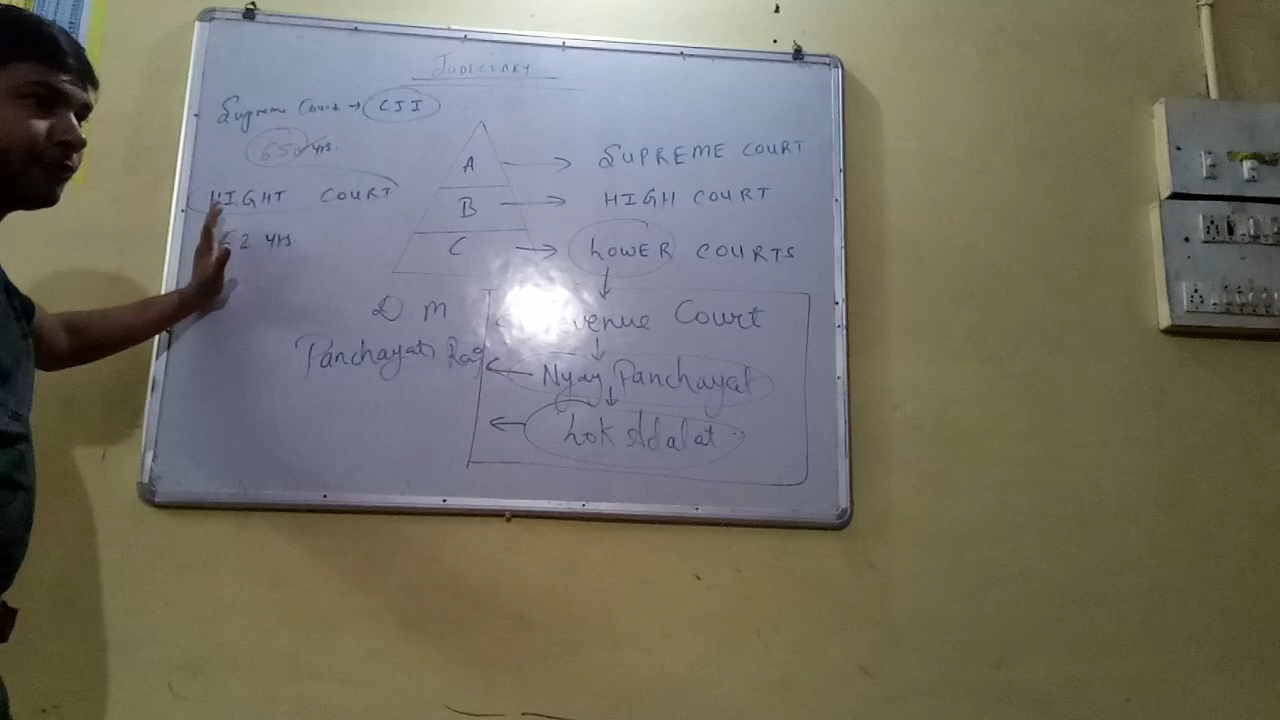 JUDICIARY
Supreme Court → CJI
65 yrs.
HIGHT COURT
62 yrs.
A → SUPREME COURT
B → HIGH COURT
C → LOWER COURTS
D M
Court
Panchayati Raj ← Nyay Panchayat
← Lok Adalat